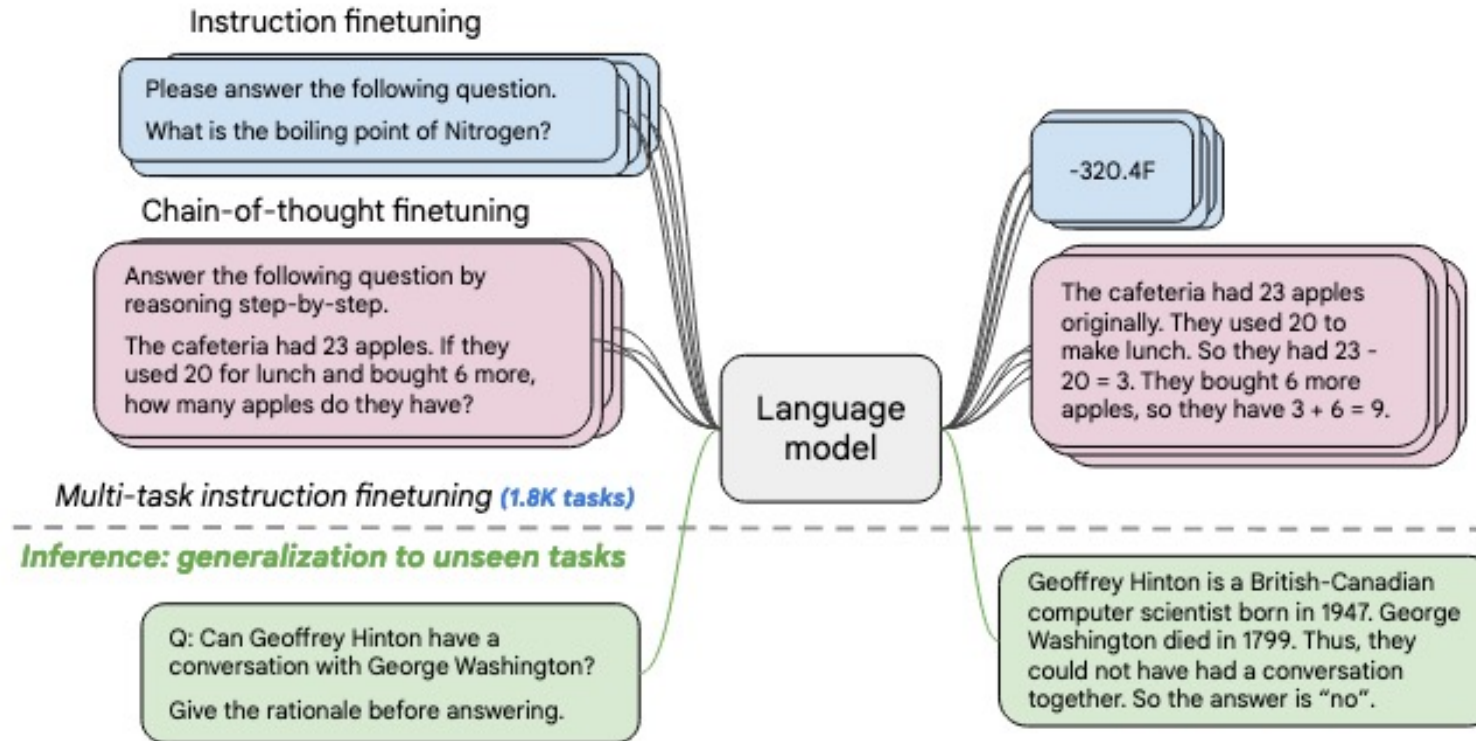 Instruction finetuning
Please answer the following question.
What is the boiling point of Nitrogen?
-320.4F
Chain-of-thought finetuning
Answer the following question by
reasoning step-by-step.
The cafeteria had 23 apples. If they
used 20 for lunch and bought 6 more,
how many apples do they have?
Language
model
The cafeteria had 23 apples
originally. They used 20 to
make lunch. So they had 23 -
20 = 3. They bought 6 more
apples, so they have 3 + 6 = 9.
Multi-task instruction finetuning (1.8K tasks)
Inference: generalization to unseen tasks
Q: Can Geoffrey Hinton have a
conversation with George Washington?
Give the rationale before answering.
Geoffrey Hinton is a British-Canadian
computer scientist born in 1947. George
Washington died in 1799. Thus, they
could not have had a conversation
together. So the answer is “no”.